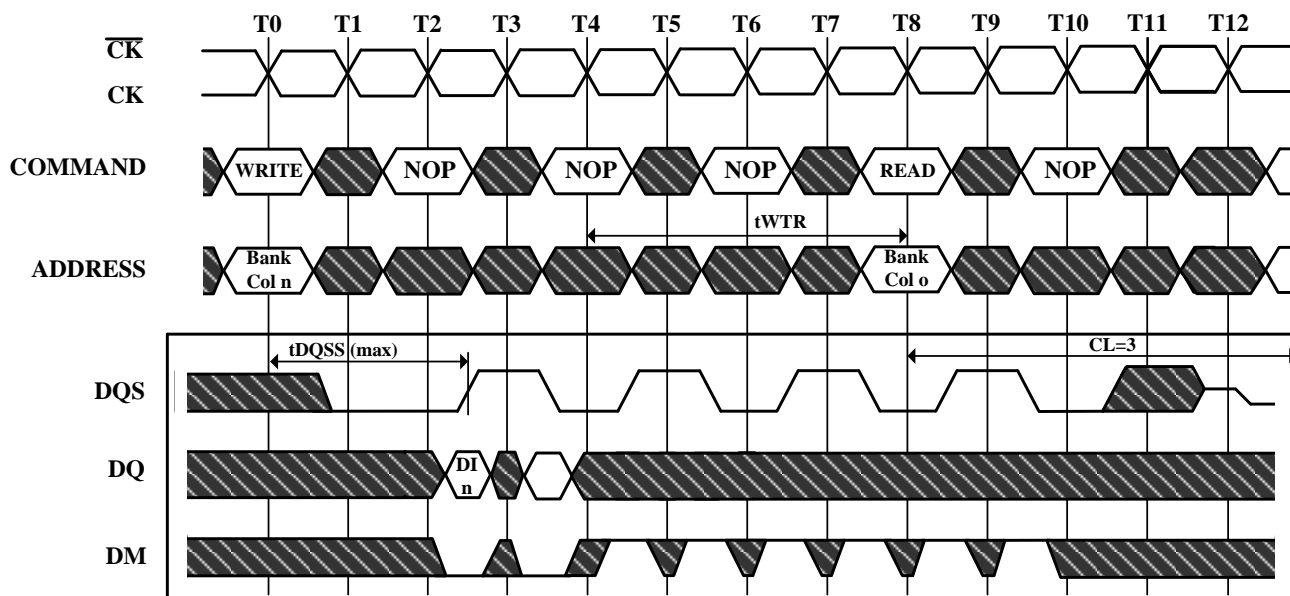 T0 T1 T2 T3 T4 T5 T6 T7 T8 T9 T10 T11 T12
CK
CK
COMMAND WRITE NOP NOP NOP READ NOP
tWTR
ADDRESS Bank Col n Bank Col o
tDQSS (max) CL=3
DQS
DQ DI n
DM